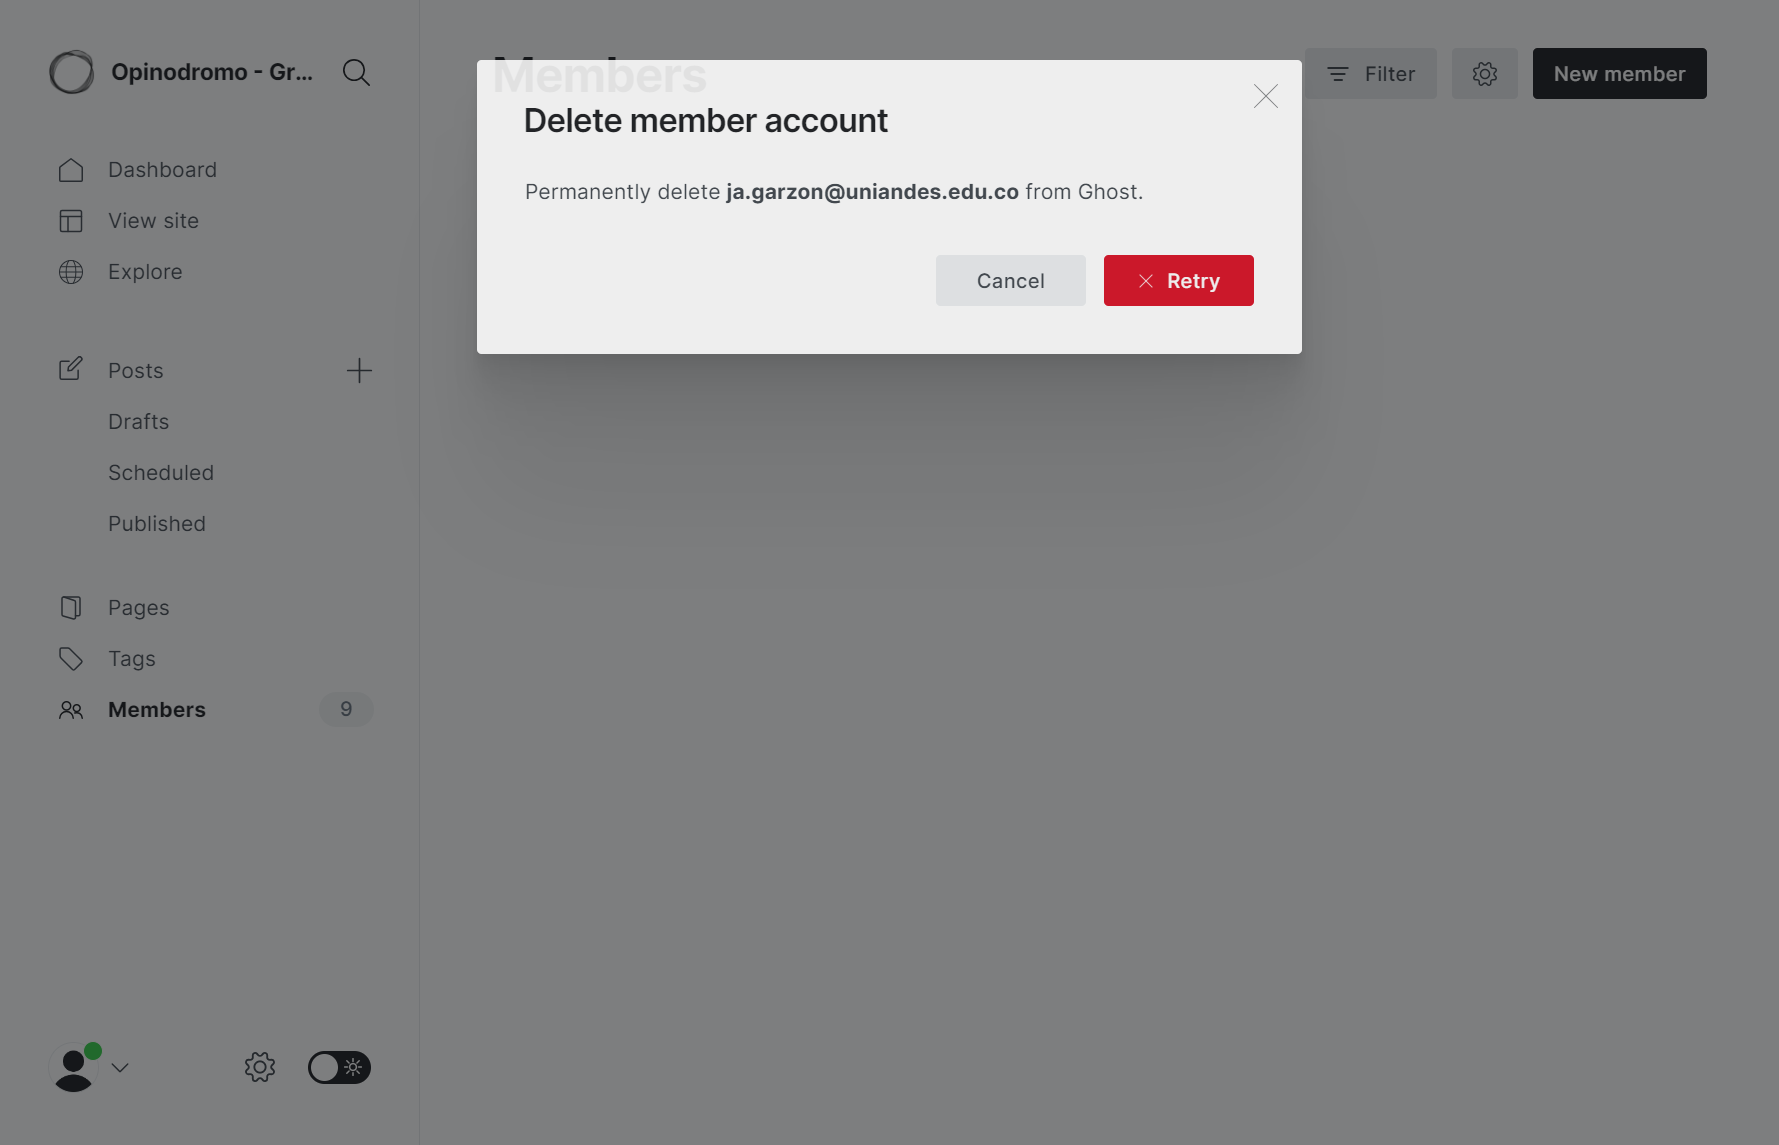 Opinodromo - Gr...
Dashboard
View site
Explore
Posts
Drafts
Scheduled
Published
Pages
Tags
Members
9
Members
Filter
New member
Delete member account
Permanently delete ja.garzon@uniandes.edu.co from Ghost.
Cancel
Retry